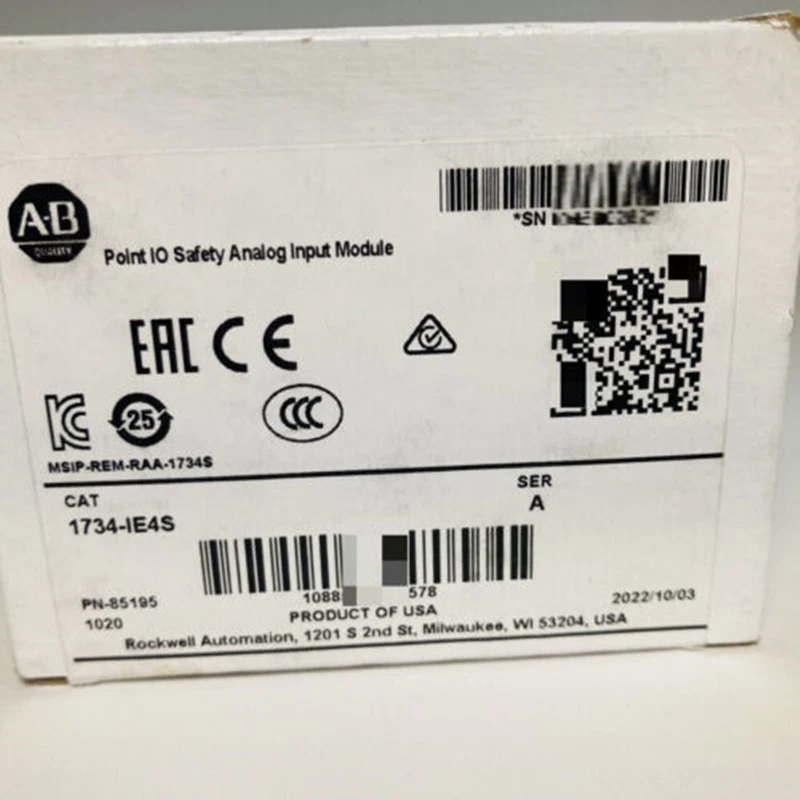 A-B
QUALITY
*SN
Point IO Safety Analog Input Module
EAC CE
KC 25 CCC
MSIP-REM-RAA-1734S
CAT
1734-IE4S
SER
A
1088 578
PN-85195
1020
PRODUCT OF USA
2022/10/03
Rockwell Automation, 1201 S 2nd St, Milwaukee, WI 53204, USA